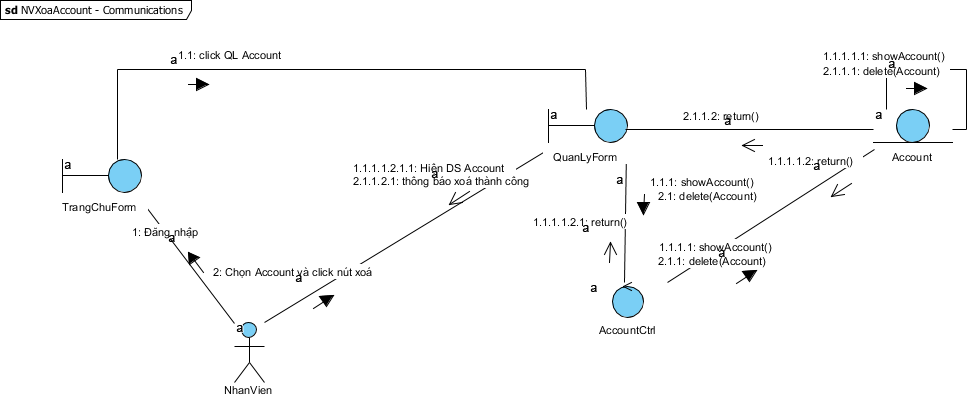 sd NVXoaAccount - Communications
1.1: click QL Account
a
1.1.1.1.1: showAccount()
a
2.1.1.1: delete(Account)
a
a
2.1.1.2: return()
a
QuanLyForm
Account
a
1.1.1.1.2.1.1: Hiện DS Account
a
2.1.1.2.1: thông báo xoá thành công
1.1.1.1.2: return()
a
a
1.1.1: showAccount()
2.1: delete(Account)
TrangChuForm
1.1.1.1.2.1: return()
a
1: Đăng nhập
a
1.1.1.1: showAccount()
a
2.1.1: delete(Account)
2: Chọn Account và click nút xoá
a
a
AccountCtrl
a
NhanVien